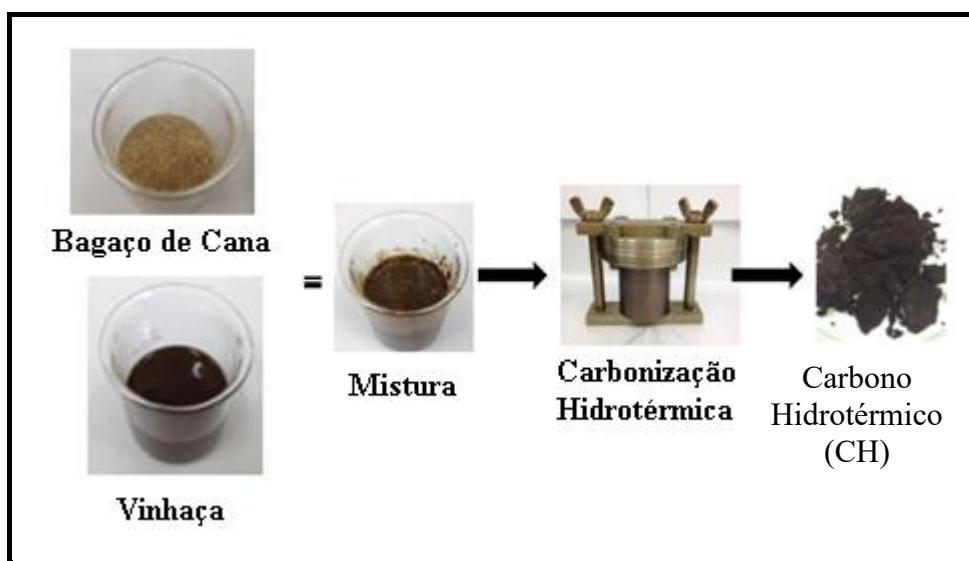 Bagaço de Cana
Vinhaça
=
Mistura
Carbonização
Hidrotérmica
Carbono
Hidrotérmico
(CH)